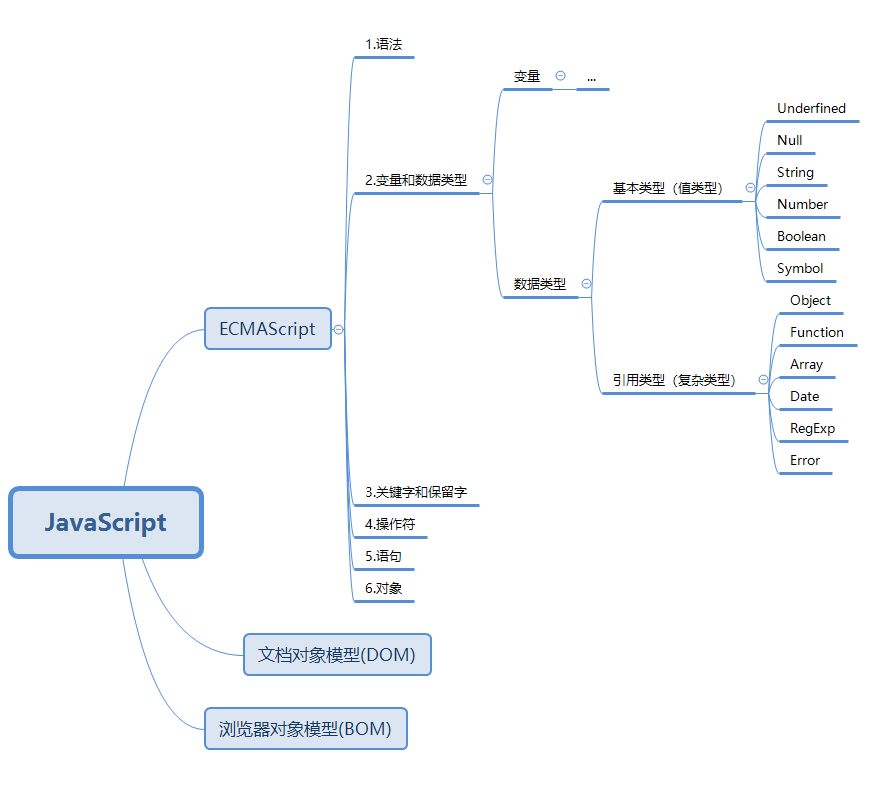 JavaScript
ECMAScript
1.语法
2.变量和数据类型
变量
...
数据类型
基本类型（值类型）
Underfined
Null
String
Number
Boolean
Symbol
引用类型（复杂类型）
Object
Function
Array
Date
RegExp
Error
3.关键字和保留字
4.操作符
5.语句
6.对象
文档对象模型(DOM)
浏览器对象模型(BOM)